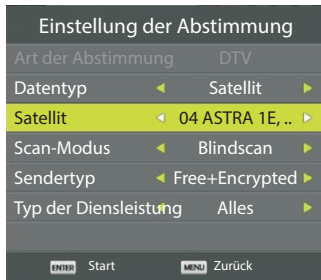 Einstellung der Abstimmung
Art der Abstimmung DTV
Datentyp Satellit
Satellit 04 ASTRA 1E, ..
Scan-Modus Blindscan
Sendertyp Free+Encrypted
Typ der Diensleistung Alles
ENTER Start MENU Zurück